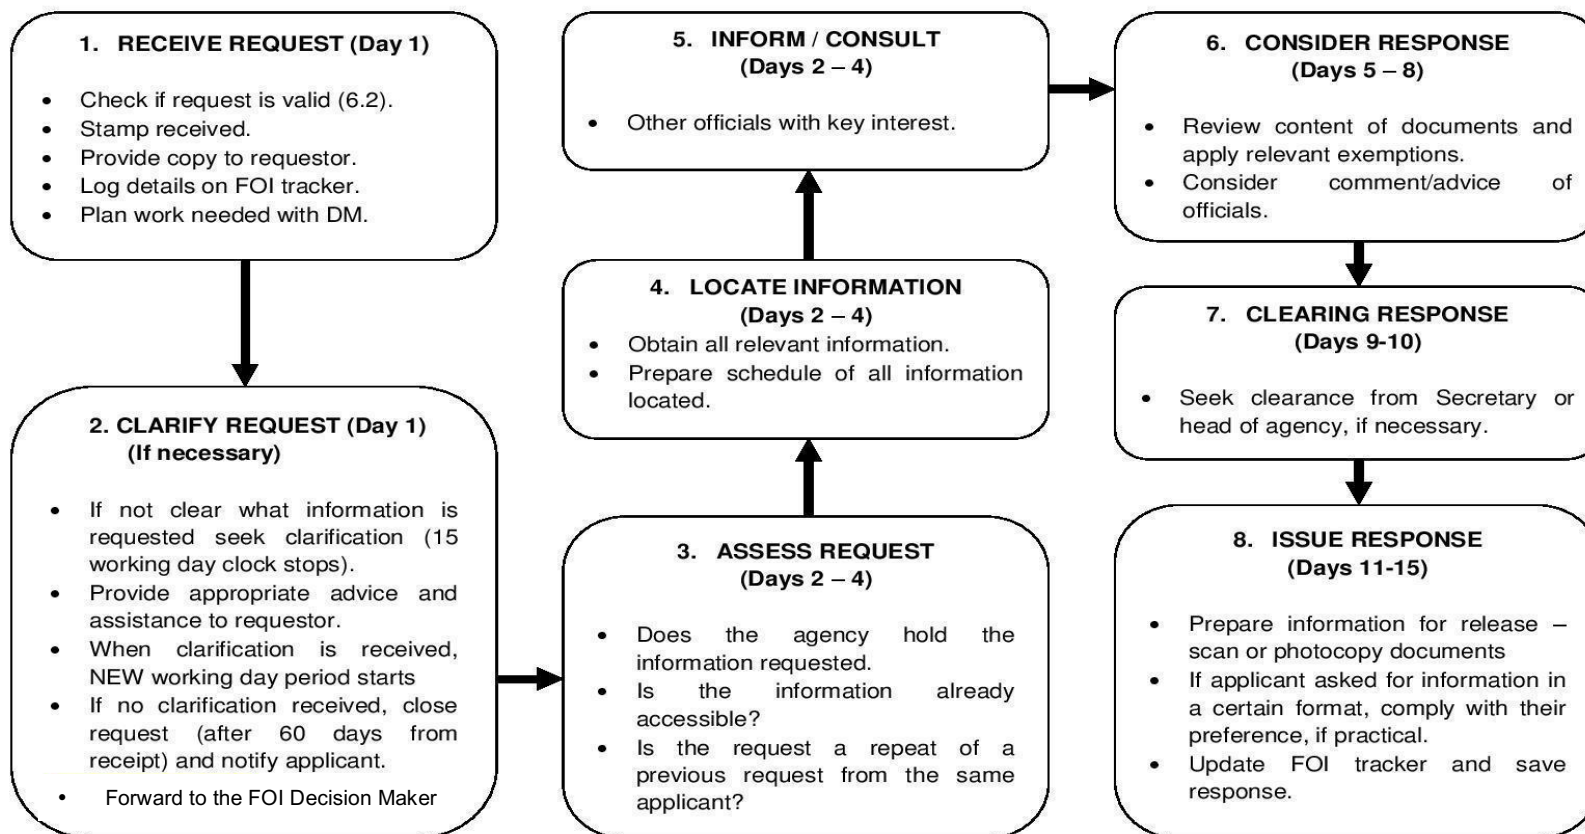 1. RECEIVE REQUEST (Day 1)
• Check if request is valid (6.2).
• Stamp received.
• Provide copy to requestor.
• Log details on FOI tracker.
• Plan work needed with DM.
2. CLARIFY REQUEST (Day 1)
(If necessary)
• If not clear what information is
requested seek clarification (15
working day clock stops).
• Provide appropriate advice and
assistance to requestor.
• When clarification is received,
NEW working day period starts
• If no clarification received, close
request (after 60 days from
receipt) and notify applicant.
• Forward to the FOI Decision Maker
3. ASSESS REQUEST
(Days 2 – 4)
• Does the agency hold the
information requested.
• Is the information already
accessible?
• Is the request a repeat of a
previous request from the same
applicant?
4. LOCATE INFORMATION
(Days 2 – 4)
• Obtain all relevant information.
• Prepare schedule of all information
located.
5. INFORM / CONSULT
(Days 2 – 4)
• Other officials with key interest.
6. CONSIDER RESPONSE
(Days 5 – 8)
• Review content of documents and
apply relevant exemptions.
• Consider comment/advice of
officials.
7. CLEARING RESPONSE
(Days 9-10)
• Seek clearance from Secretary or
head of agency, if necessary.
8. ISSUE RESPONSE
(Days 11-15)
• Prepare information for release –
scan or photocopy documents
• If applicant asked for information in
a certain format, comply with their
preference, if practical.
• Update FOI tracker and save
response.